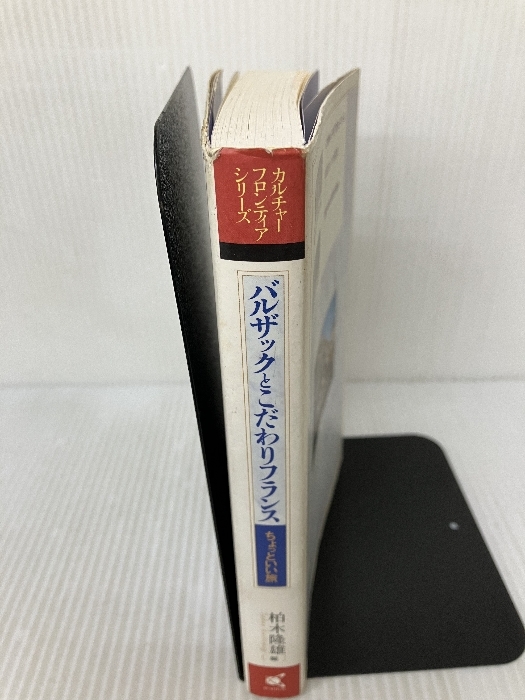 カルチャー
フロンティア
シリーズ
バルザックとこだわりフランス
ちょっといい旅
柏木隆雄 編